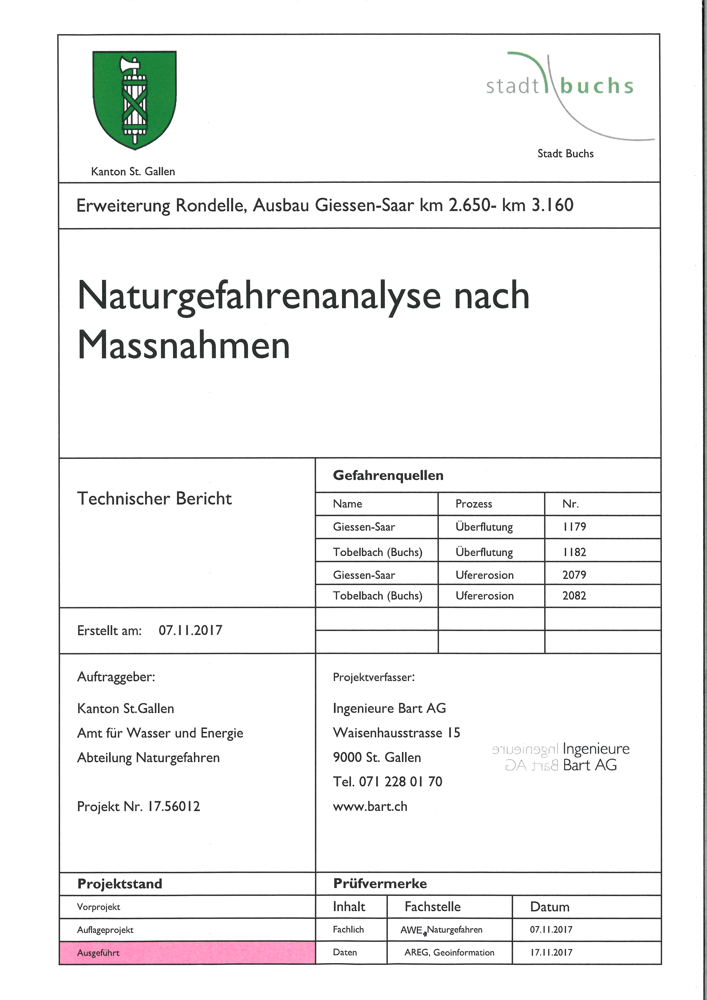 stadt buchs
Stadt Buchs
Kanton St. Gallen
Erweiterung Rondelle, Ausbau Giessen-Saar km 2.650- km 3.160
Naturgefahrenanalyse nach
Massnahmen
Technischer Bericht
Gefahrenquellen
Name Prozess Nr.
Giessen-Saar Überflutung 1179
Tobelbach (Buchs) Überflutung 1182
Giessen-Saar Ufererosion 2079
Tobelbach (Buchs) Ufererosion 2082
Erstellt am: 07.11.2017
Auftraggeber:
Kanton St.Gallen
Amt für Wasser und Energie
Abteilung Naturgefahren
Projekt Nr. 17.56012
Projektverfasser:
Ingenieure Bart AG
Waisenhausstrasse 15
9000 St. Gallen
Tel. 071 228 01 70
www.bart.ch
Ingenieure Ingenieure
Bart AG Bart AG
Projektstand
Vorprojekt
Auflageprojekt
Ausgeführt
Prüfvermerke
Inhalt Fachstelle Datum
Fachlich AWE, Naturgefahren 07.11.2017
Daten AREG, Geoinformation 17.11.2017